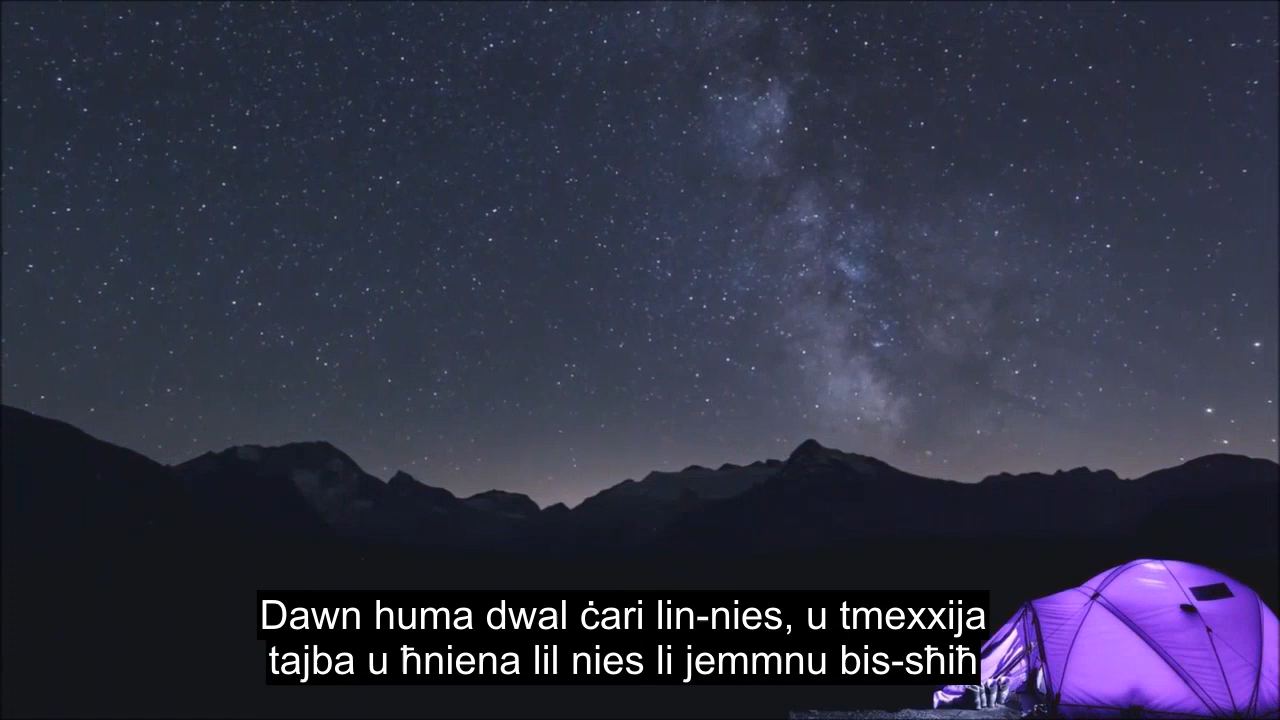 Dawn huma dwal ċari lin-nies, u tmexxija
tajba u ħniena lil nies li jemmnu bis-sħiħ